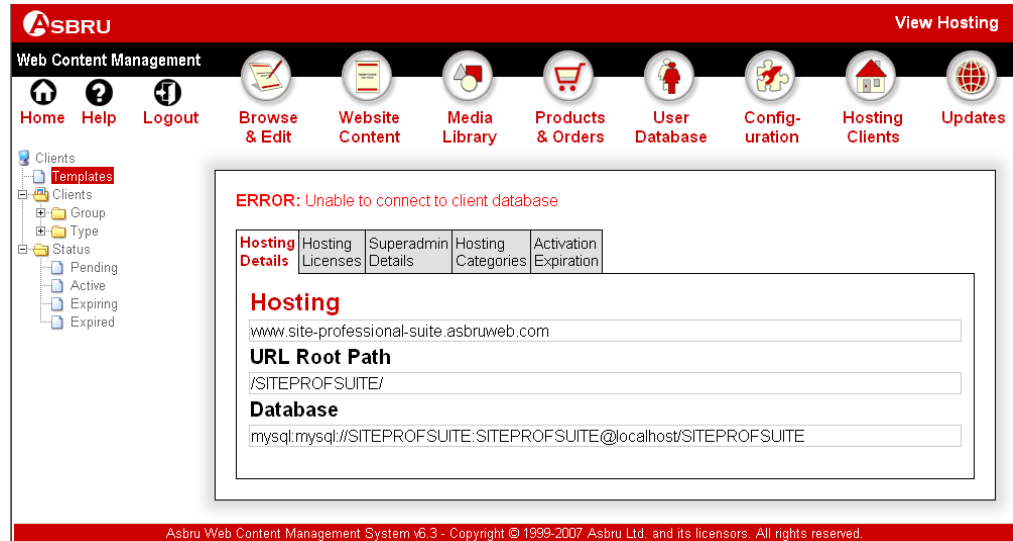 ASBRU
View Hosting
Web Content Management
Home Help Logout
Browse
& Edit
Website
Content
Media
Library
Products
& Orders
User
Database
Config-
uration
Hosting
Clients
Updates
Clients
Templates
Clients
Group
Type
Status
Pending
Active
Expiring
Expired
ERROR: Unable to connect to client database
Hosting
Details
Hosting
Licenses
Superadmin
Details
Hosting
Categories
Activation
Expiration
Hosting
www.site-professional-suite.asbruweb.com
URL Root Path
/SITEPROFSUITE/
Database
mysql:mysql://SITEPROFSUITE:SITEPROFSUITE@localhost/SITEPROFSUITE
Asbru Web Content Management System v6.3 - Copyright © 1999-2007 Asbru Ltd. and its licensors. All rights reserved.